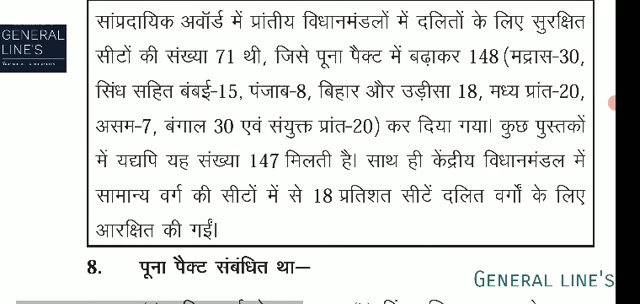 GENERAL
LINE'S
सांप्रदायिक अवॉर्ड में प्रांतीय विधानमंडलों में दलितों के लिए सुरक्षित
सीटों की संख्या 71 थी, जिसे पूना पैक्ट में बढ़ाकर 148 (मद्रास-30,
सिंध सहित बंबई-15, पंजाब-8, बिहार और उड़ीसा 18, मध्य प्रांत-20,
असम-7, बंगाल 30 एवं संयुक्त प्रांत-20) कर दिया गया। कुछ पुस्तकों
में यद्यपि यह संख्या 147 मिलती है। साथ ही केंद्रीय विधानमंडल में
सामान्य वर्ग की सीटों में से 18 प्रतिशत सीटें दलित वर्गों के लिए
आरक्षित की गईं।
8. पूना पैक्ट संबंधित था–
GENERAL LINE'S